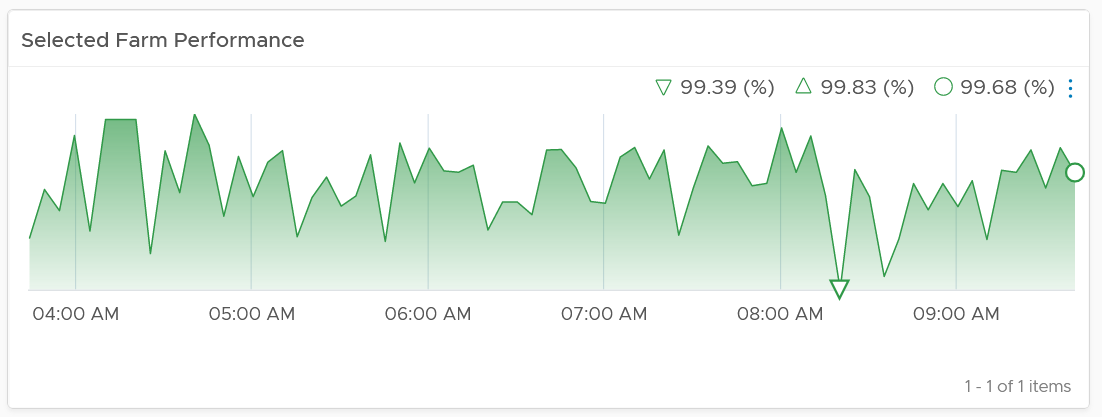 Selected Farm Performance
99.39 (%) 99.83 (%) 99.68 (%)
04:00 AM 05:00 AM 06:00 AM 07:00 AM 08:00 AM 09:00 AM
1 - 1 of 1 items